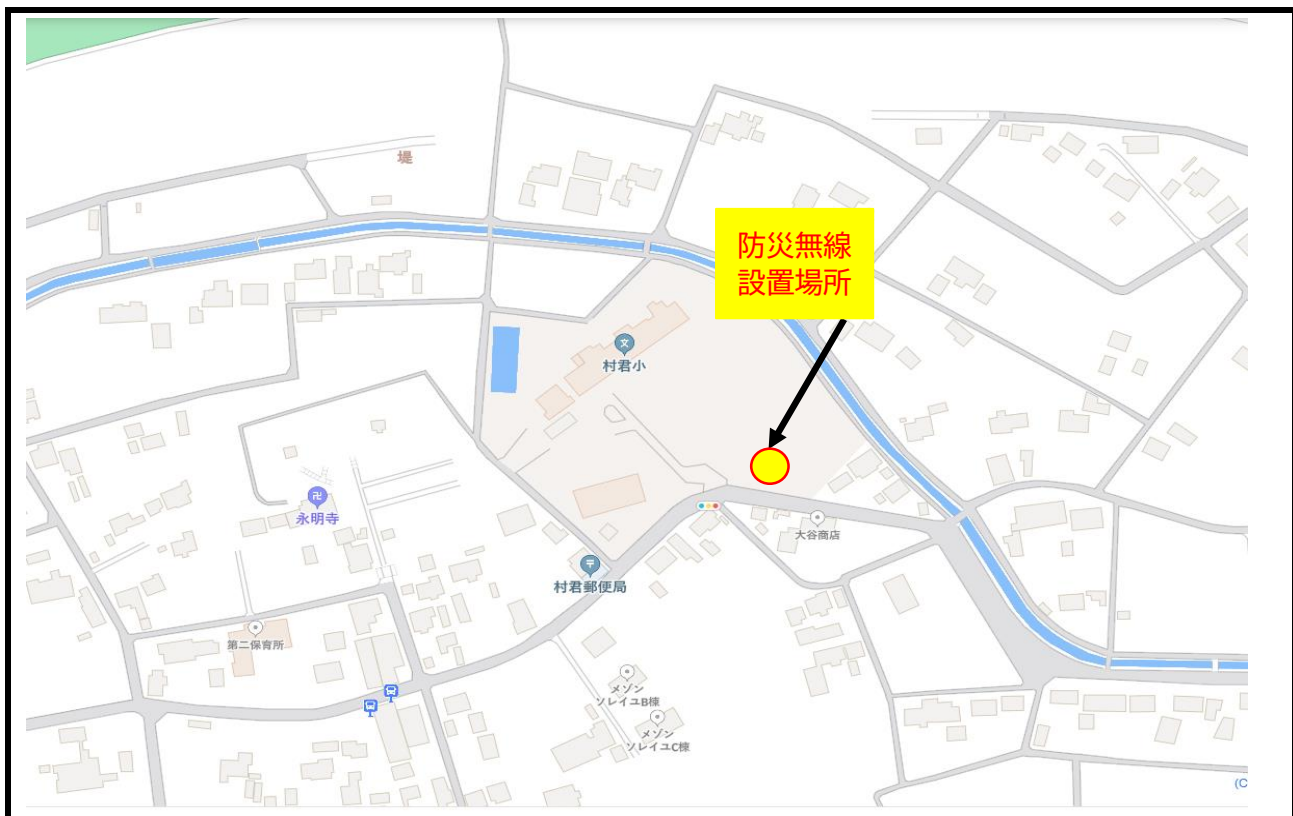 堤
防災無線
設置場所
文
村君小
卍
永明寺
大谷商店
〒
村君郵便局
第二保育所
メゾン
ソレイユB棟
メゾン
ソレイユC棟
(C